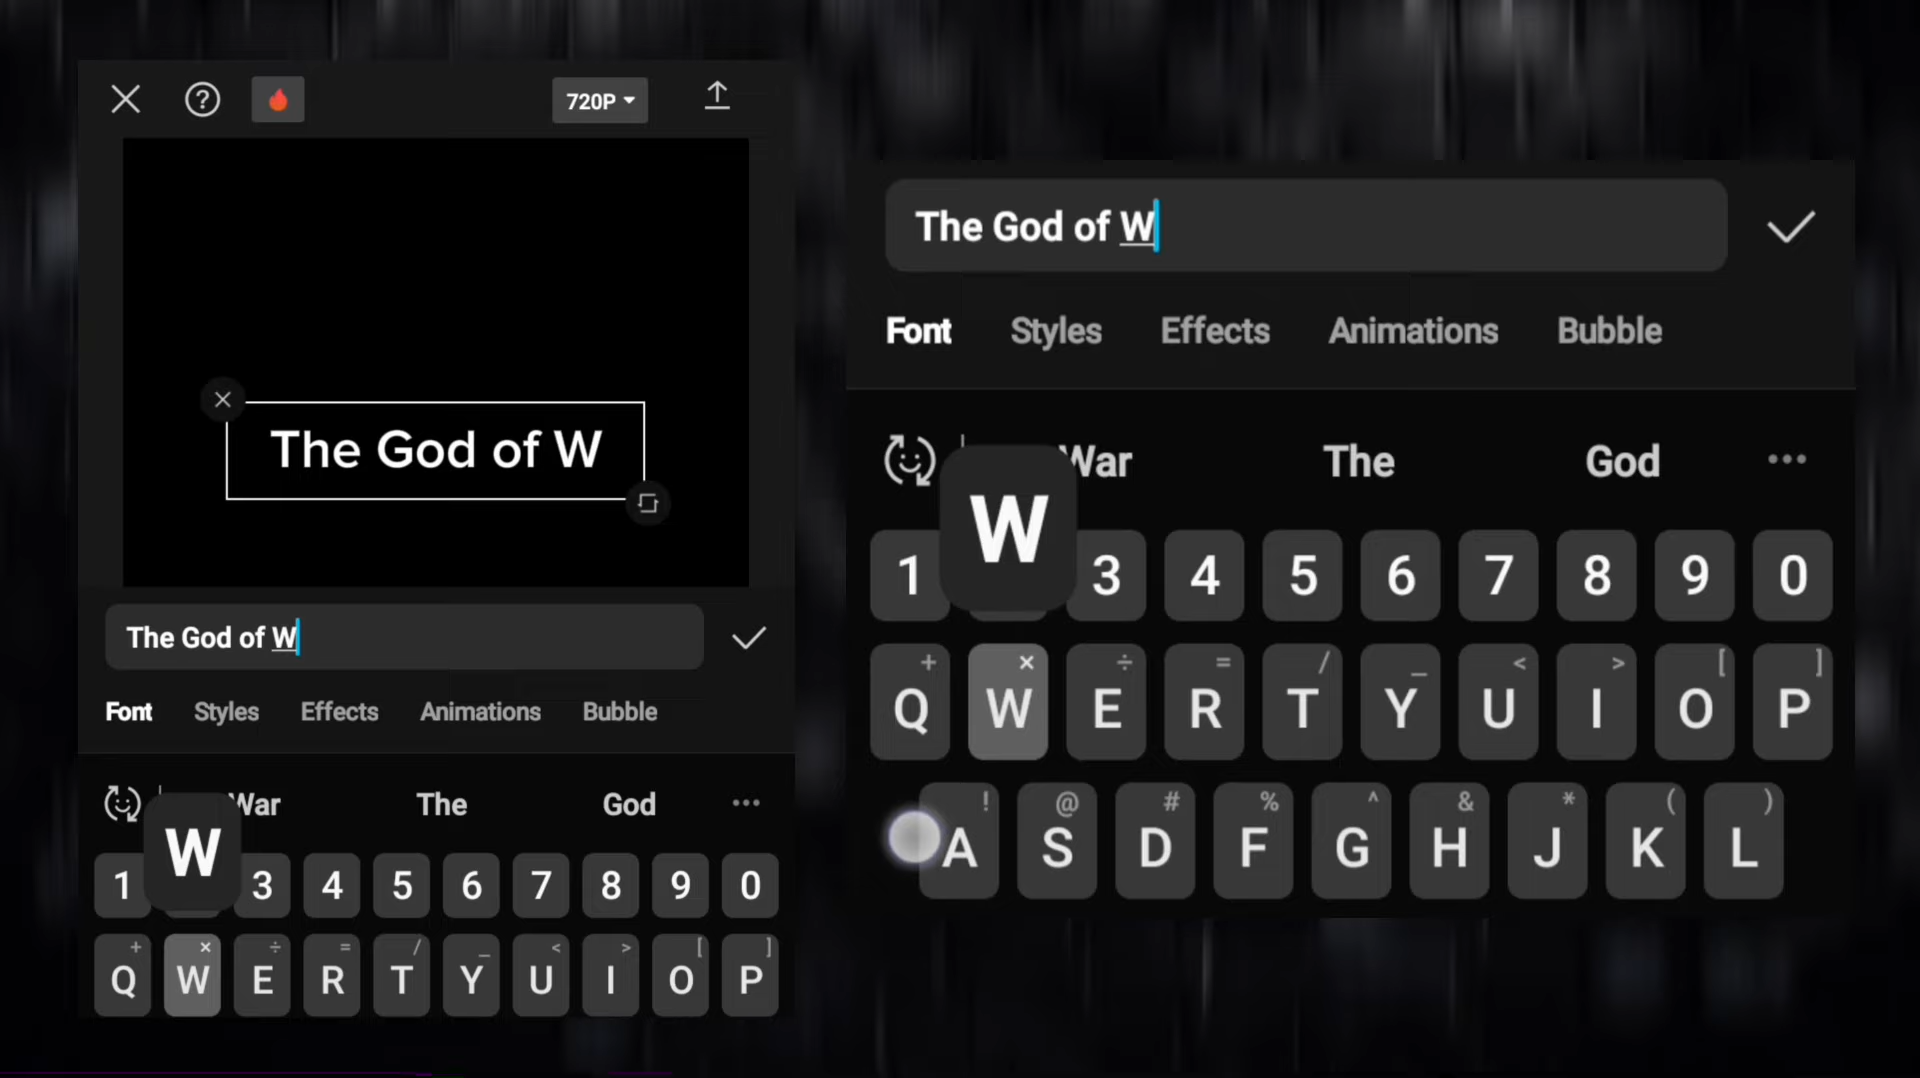 720P
The God of W
The God of W
Font Styles Effects Animations Bubble
War The God
W
1 3 4 5 6 7 8 9 0
+ × ÷ = / _ < > [ ]
Q W E R T Y U I O P
The God of W
Font Styles Effects Animations Bubble
War The God
W
1 3 4 5 6 7 8 9 0
+ × ÷ = / _ < > [ ]
Q W E R T Y U I O P
! @ # % ^ & * ( )
A S D F G H J K L